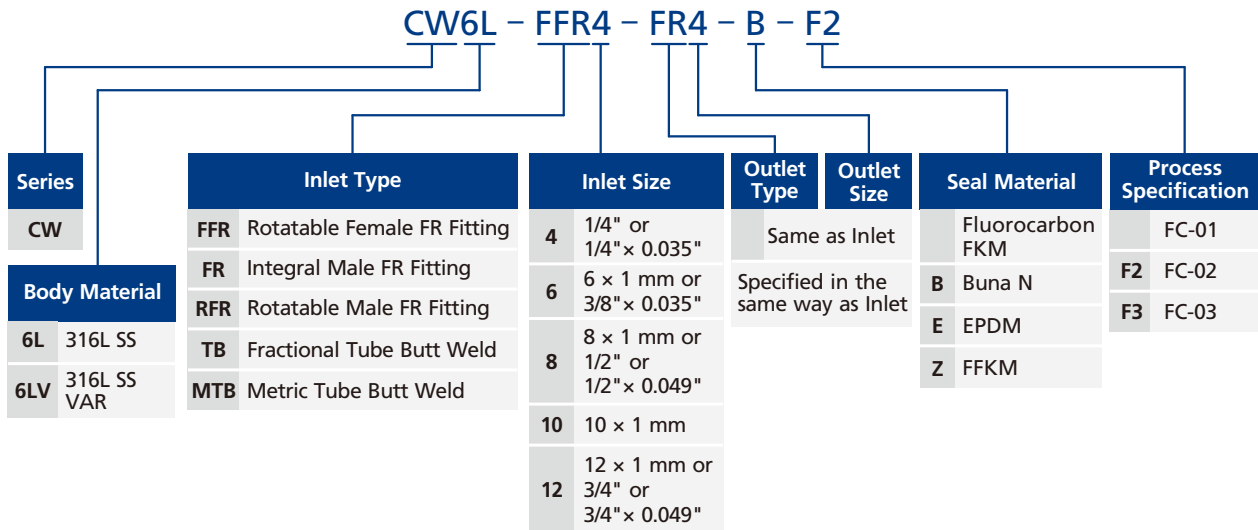 CW6L – FFR4 – FR4 – B – F2
Series
CW
Body Material
6L 316L SS
6LV 316L SS
VAR
Inlet Type
FFR Rotatable Female FR Fitting
FR Integral Male FR Fitting
RFR Rotatable Male FR Fitting
TB Fractional Tube Butt Weld
MTB Metric Tube Butt Weld
Inlet Size
4 1/4" or
1/4"× 0.035"
6 6 × 1 mm or
3/8"× 0.035"
8 8 × 1 mm or
1/2" or
1/2"× 0.049"
10 10 × 1 mm
12 12 × 1 mm or
3/4" or
3/4"× 0.049"
Outlet
Type
Outlet
Size
Same as Inlet
Specified in the
same way as Inlet
Seal Material
Fluorocarbon
FKM
B Buna N
E EPDM
Z FFKM
Process
Specification
FC-01
F2 FC-02
F3 FC-03